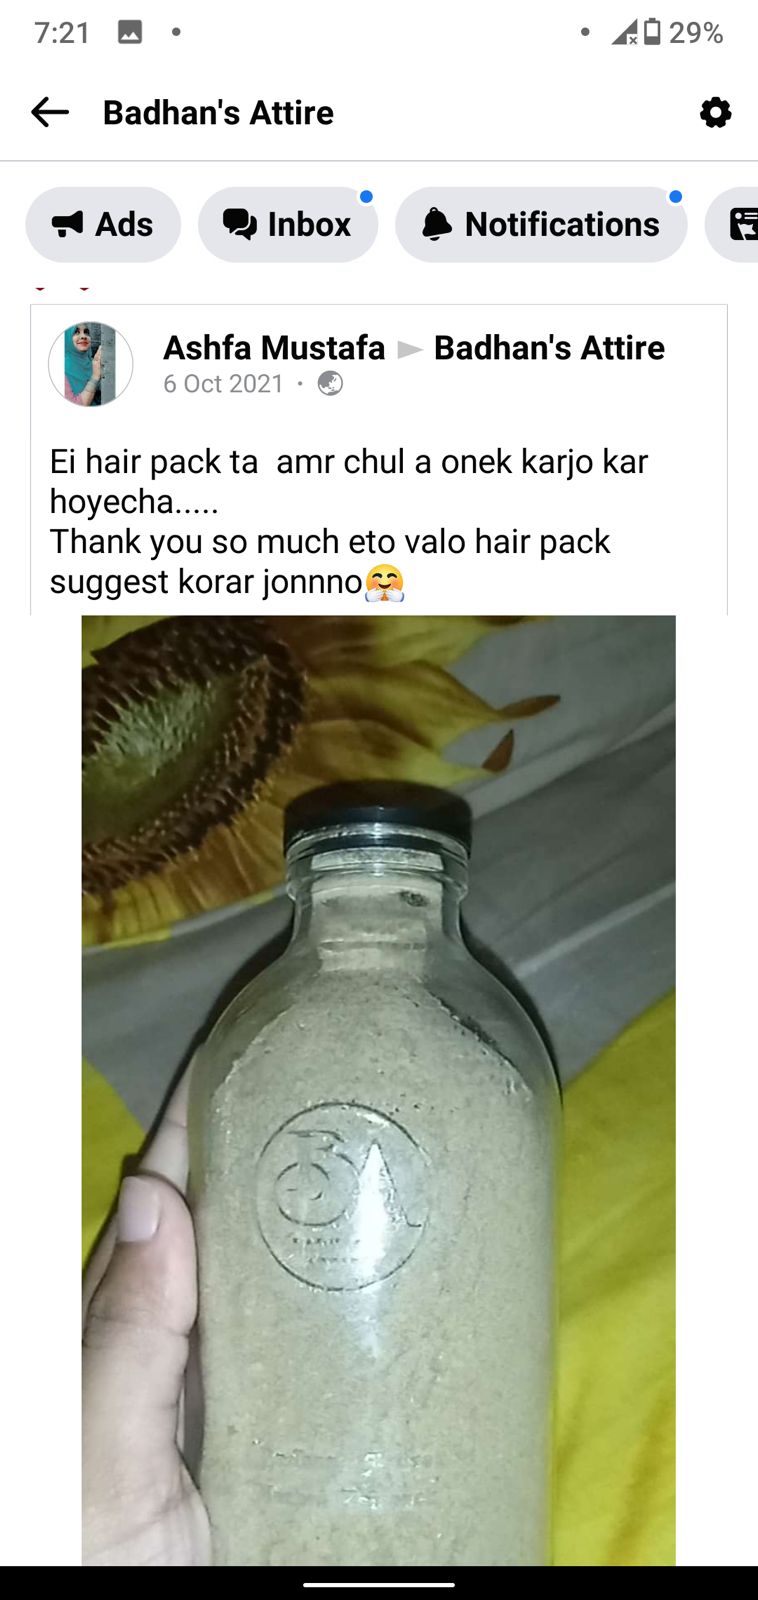 7:21
29%
Badhan's Attire
Ads
Inbox
Notifications
Ashfa Mustafa ► Badhan's Attire
6 Oct 2021 ·
Ei hair pack ta  amr chul a onek karjo kar
hoyecha.....
Thank you so much eto valo hair pack
suggest korar jonnno🤗